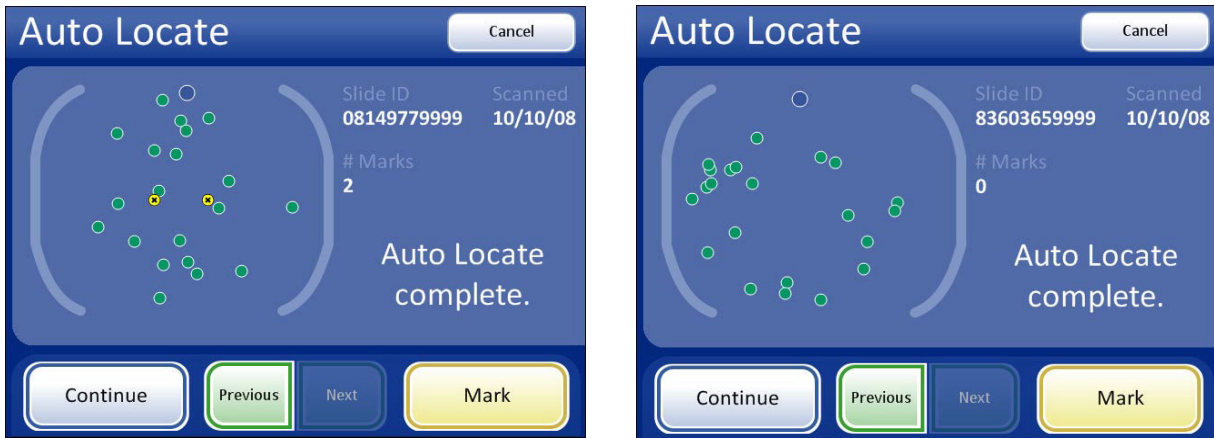 Auto Locate
Cancel
Slide ID
Scanned
08149779999
10/10/08
# Marks
2
Auto Locate
complete.
Continue
Previous
Next
Mark
Auto Locate
Cancel
Slide ID
Scanned
83603659999
10/10/08
# Marks
0
Auto Locate
complete.
Continue
Previous
Next
Mark